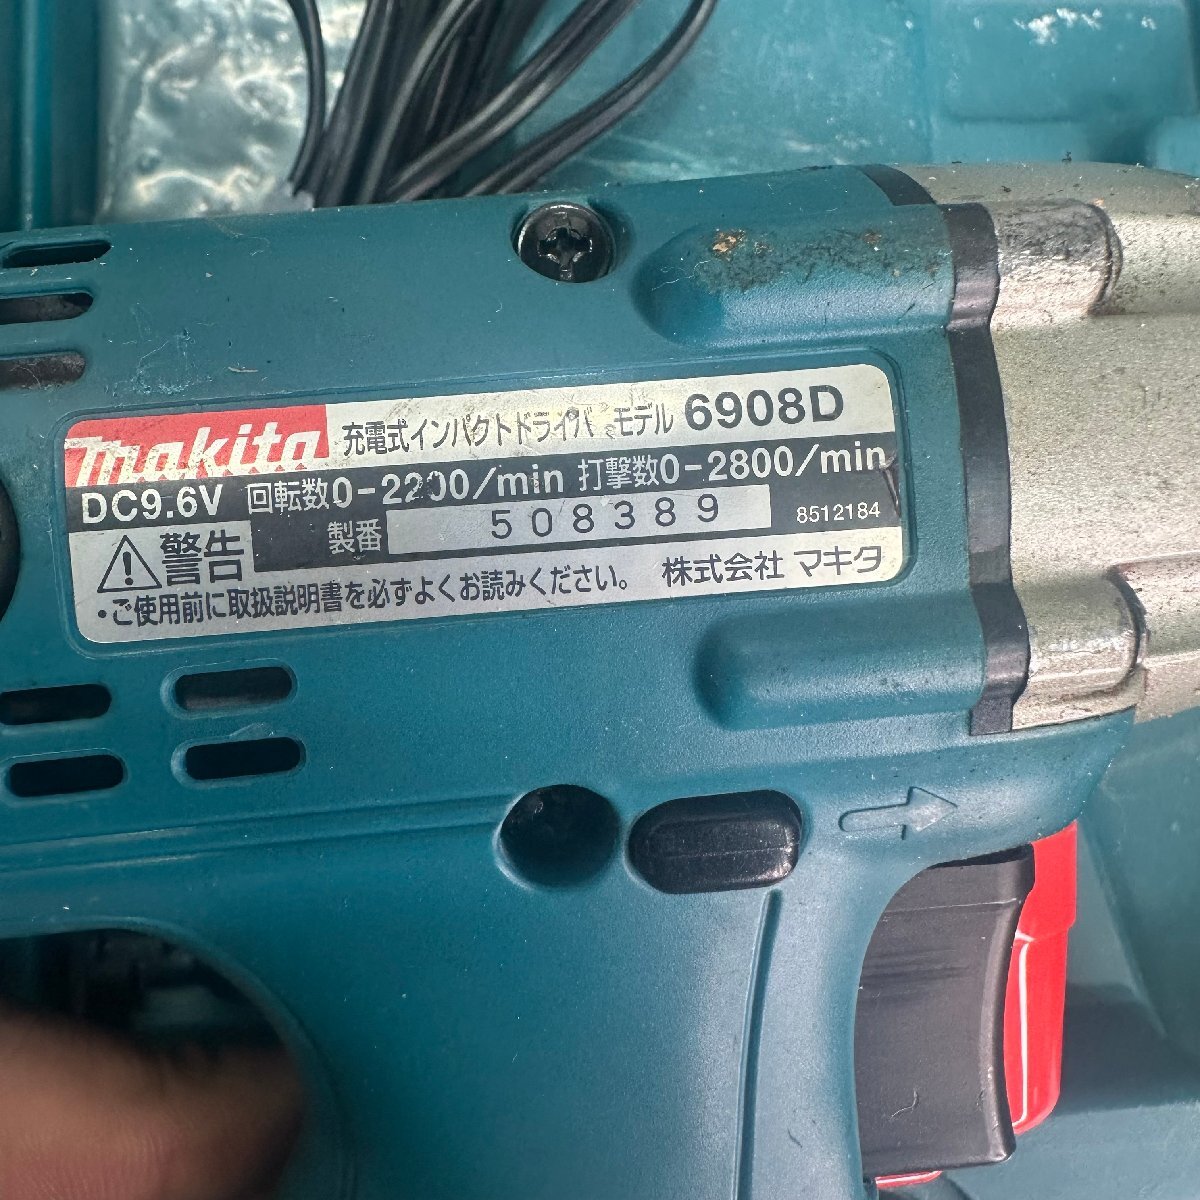 makita 充電式インパクトドライバ モデル 6908D
DC9.6V 回転数0-2200/min 打撃数0-2800/min
警告 製番 508389 8512184
・ご使用前に取扱説明書を必ずよくお読みください。 株式会社 マキタ